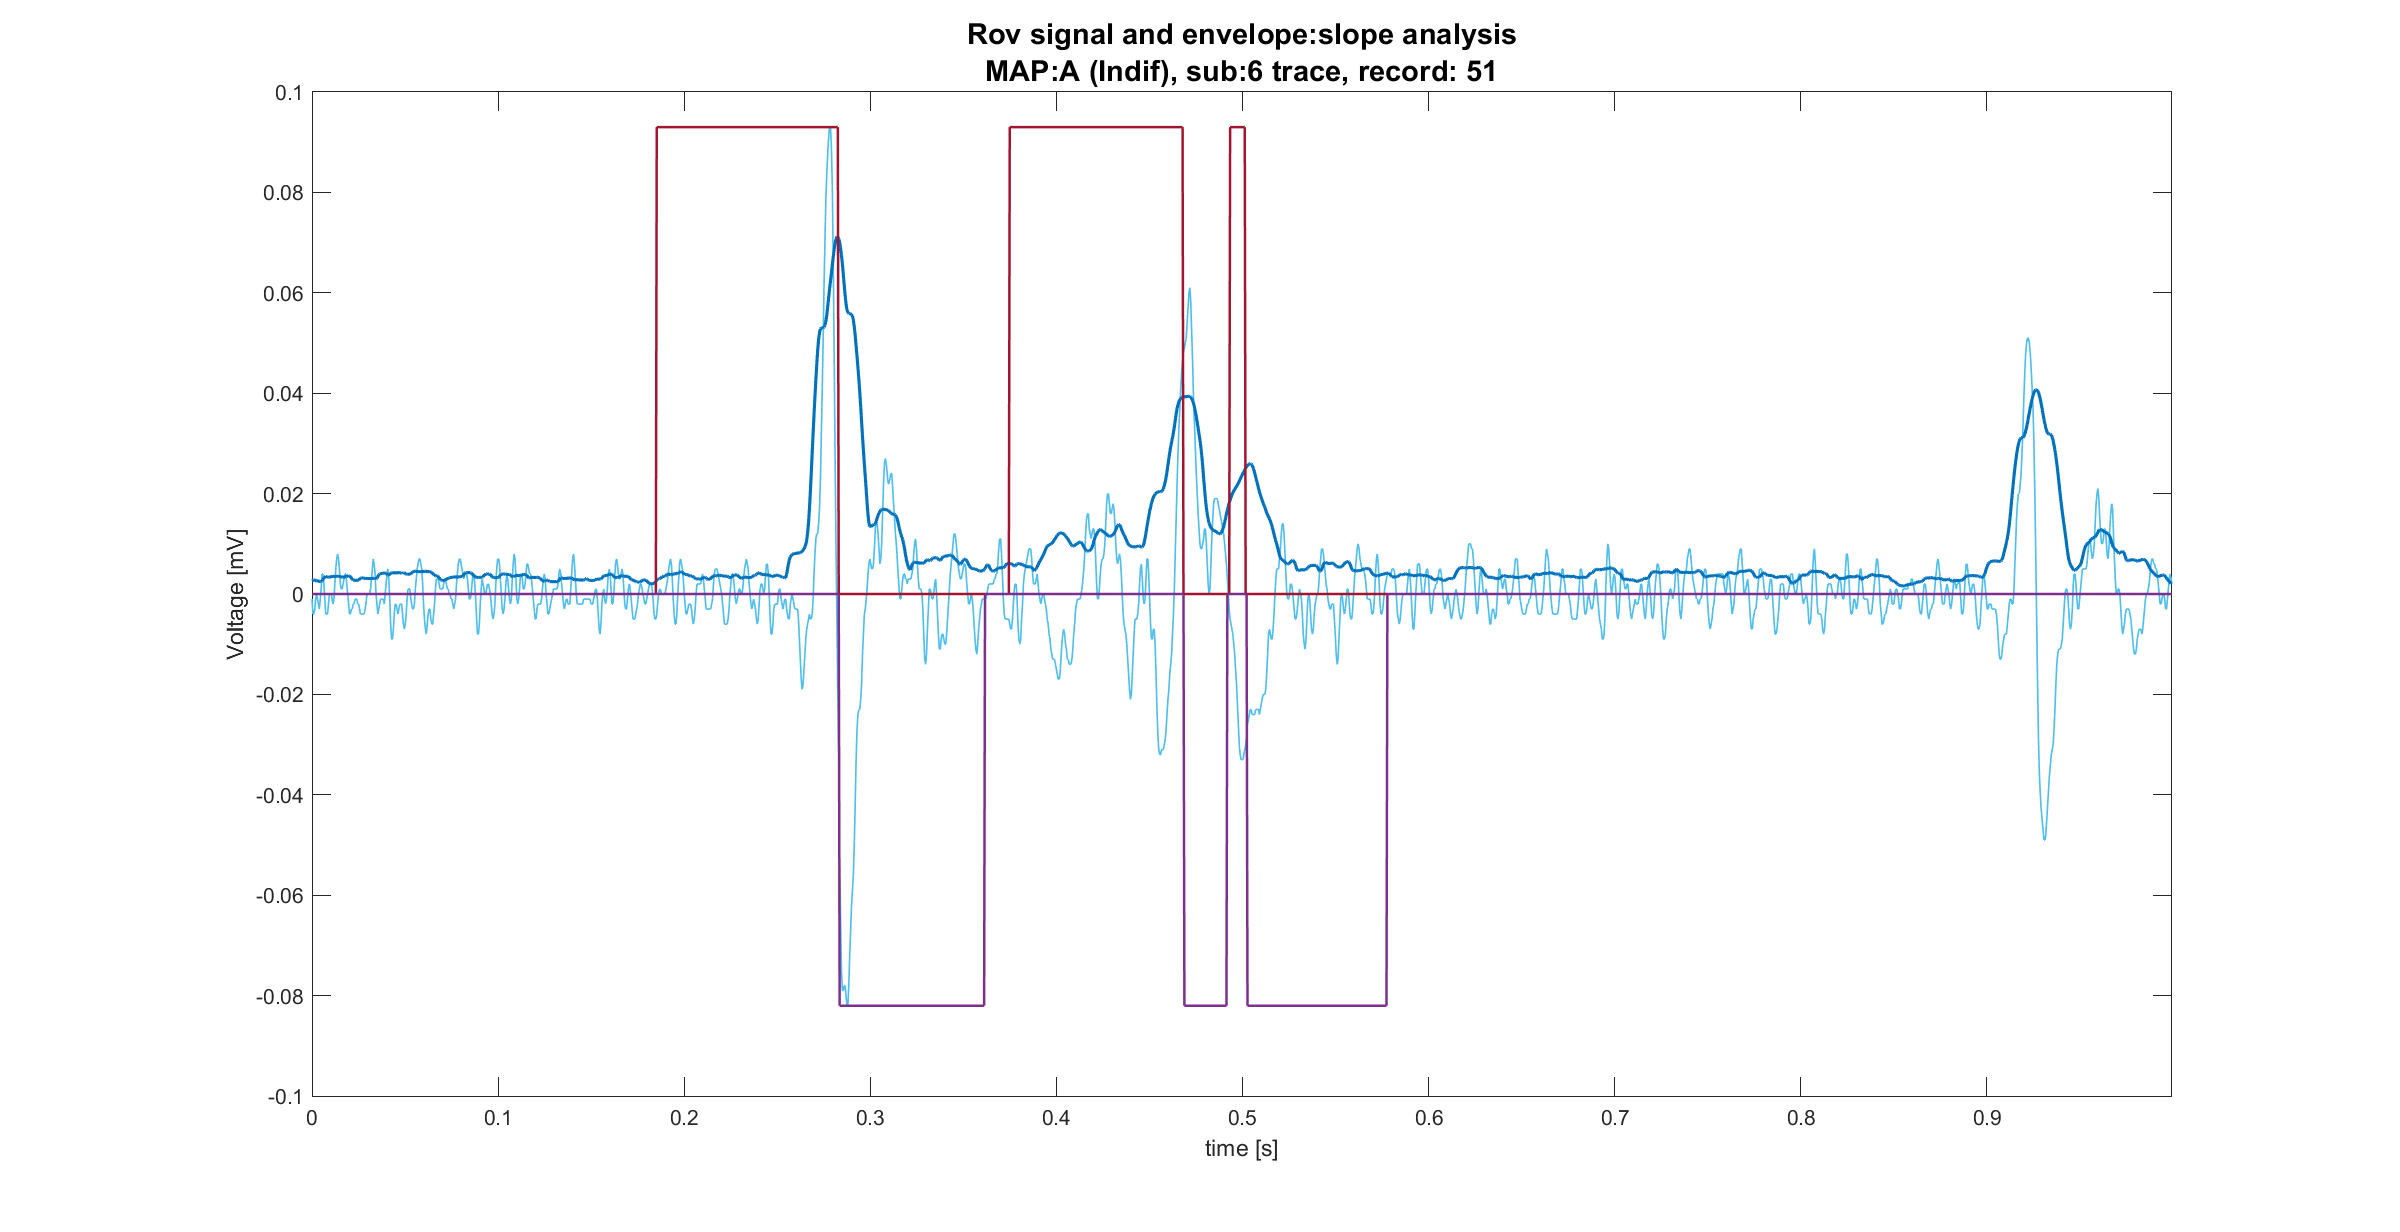 Rov signal and envelope:slope analysis
MAP:A (Indif), sub:6 trace, record: 51
0.1
0.08
0.06
0.04
0.02
0
-0.02
-0.04
-0.06
-0.08
-0.1
Voltage [mV]
0 0.1 0.2 0.3 0.4 0.5 0.6 0.7 0.8 0.9
time [s]